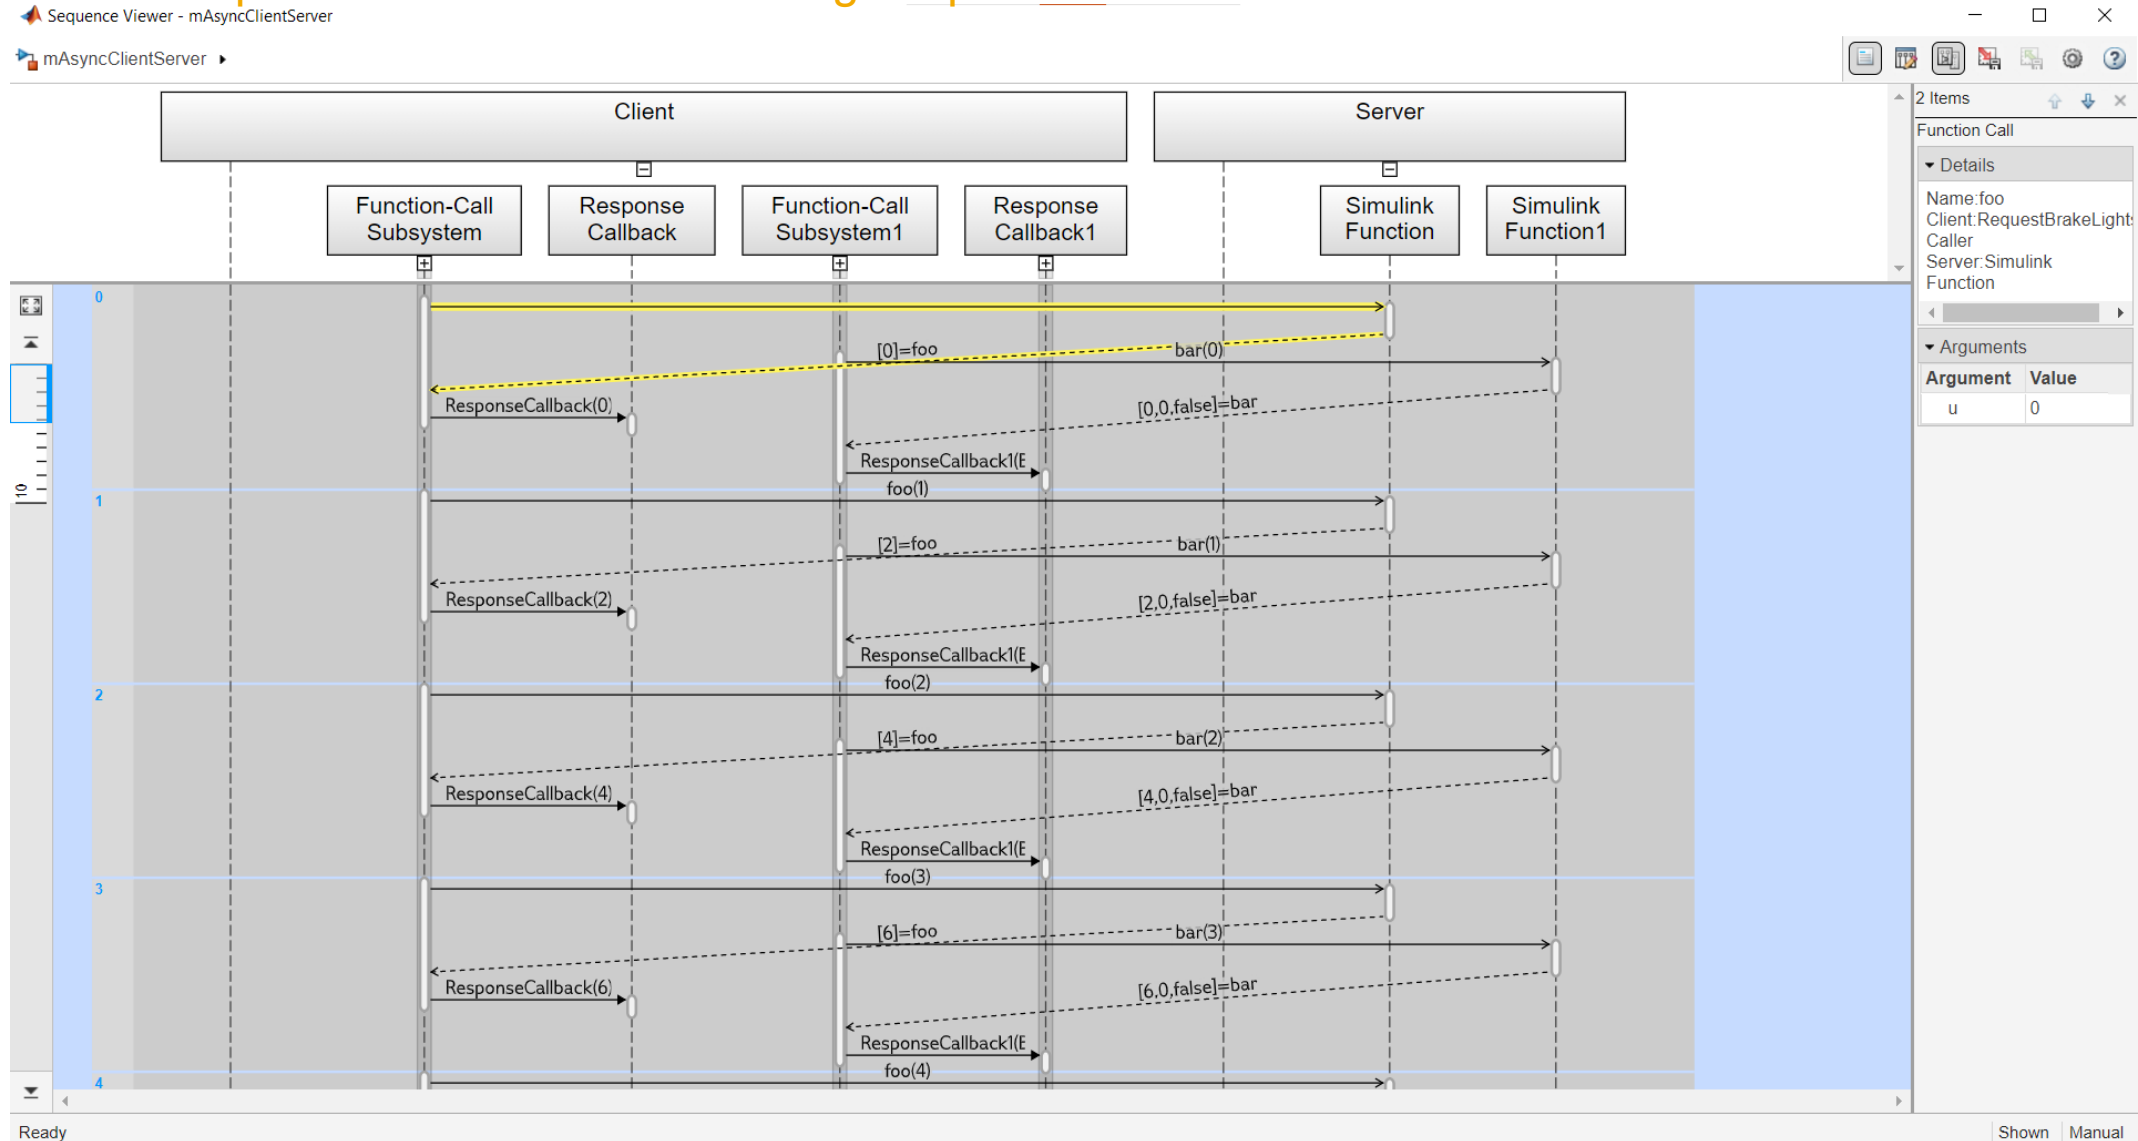 Sequence Viewer - mAsyncClientServer
mAsyncClientServer
Client
Server
Function-Call
Subsystem
Response
Callback
Function-Call
Subsystem1
Response
Callback1
Simulink
Function
Simulink
Function1
0
[0]=foo
bar(0)
ResponseCallback(0)
[0,0,false]=bar
ResponseCallback1(E
foo(1)
1
[2]=foo
bar(1)
ResponseCallback(2)
[2,0,false]=bar
ResponseCallback1(E
foo(2)
2
[4]=foo
bar(2)
ResponseCallback(4)
[4,0,false]=bar
ResponseCallback1(E
foo(3)
3
[6]=foo
bar(3)
ResponseCallback(6)
[6,0,false]=bar
ResponseCallback1(E
foo(4)
4
10
2 Items
Function Call
Details
Name:foo
Client:RequestBrakeLights
Caller
Server:Simulink
Function
Arguments
Argument Value
u 0
Ready
Shown Manual